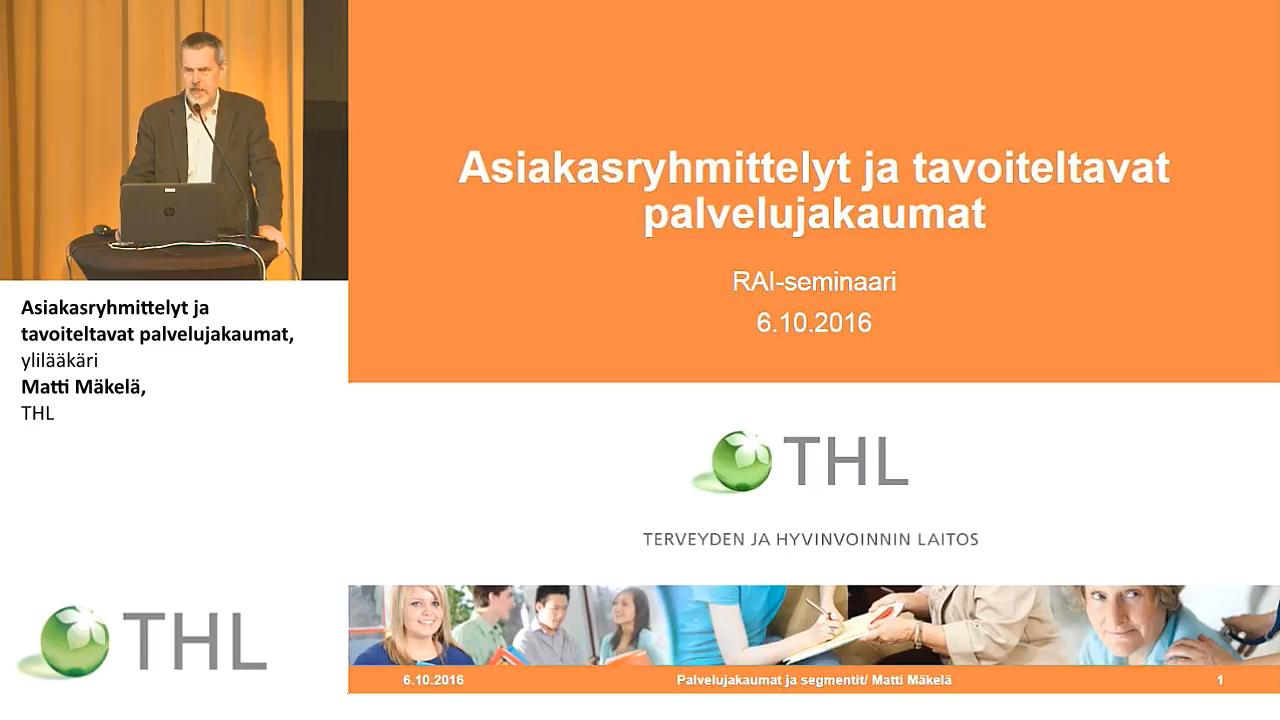 Asiakasryhmittelyt ja
tavoiteltavat palvelujakaumat,
ylilääkäri
Matti Mäkelä,
THL
THL
Asiakasryhmittelyt ja tavoiteltavat
palvelujakaumat
RAI-seminaari
6.10.2016
THL
TERVEYDEN JA HYVINVOINNIN LAITOS
6.10.2016 Palvelujakaumat ja segmentit/ Matti Mäkelä 1